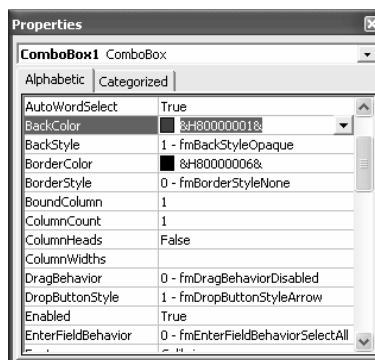 Properties
ComboBox1 ComboBox
Alphabetic Categorized
AutoWordSelect True
BackColor &H80000001&
BackStyle 1 - fmBackStyleOpaque
BorderColor &H80000006&
BorderStyle 0 - fmBorderStyleNone
BoundColumn 1
ColumnCount 1
ColumnHeads False
ColumnWidths
DragBehavior 0 - fmDragBehaviorDisabled
DropButtonStyle 1 - fmDropButtonStyleArrow
Enabled True
EnterFieldBehavior 0 - fmEnterFieldBehaviorSelectAll